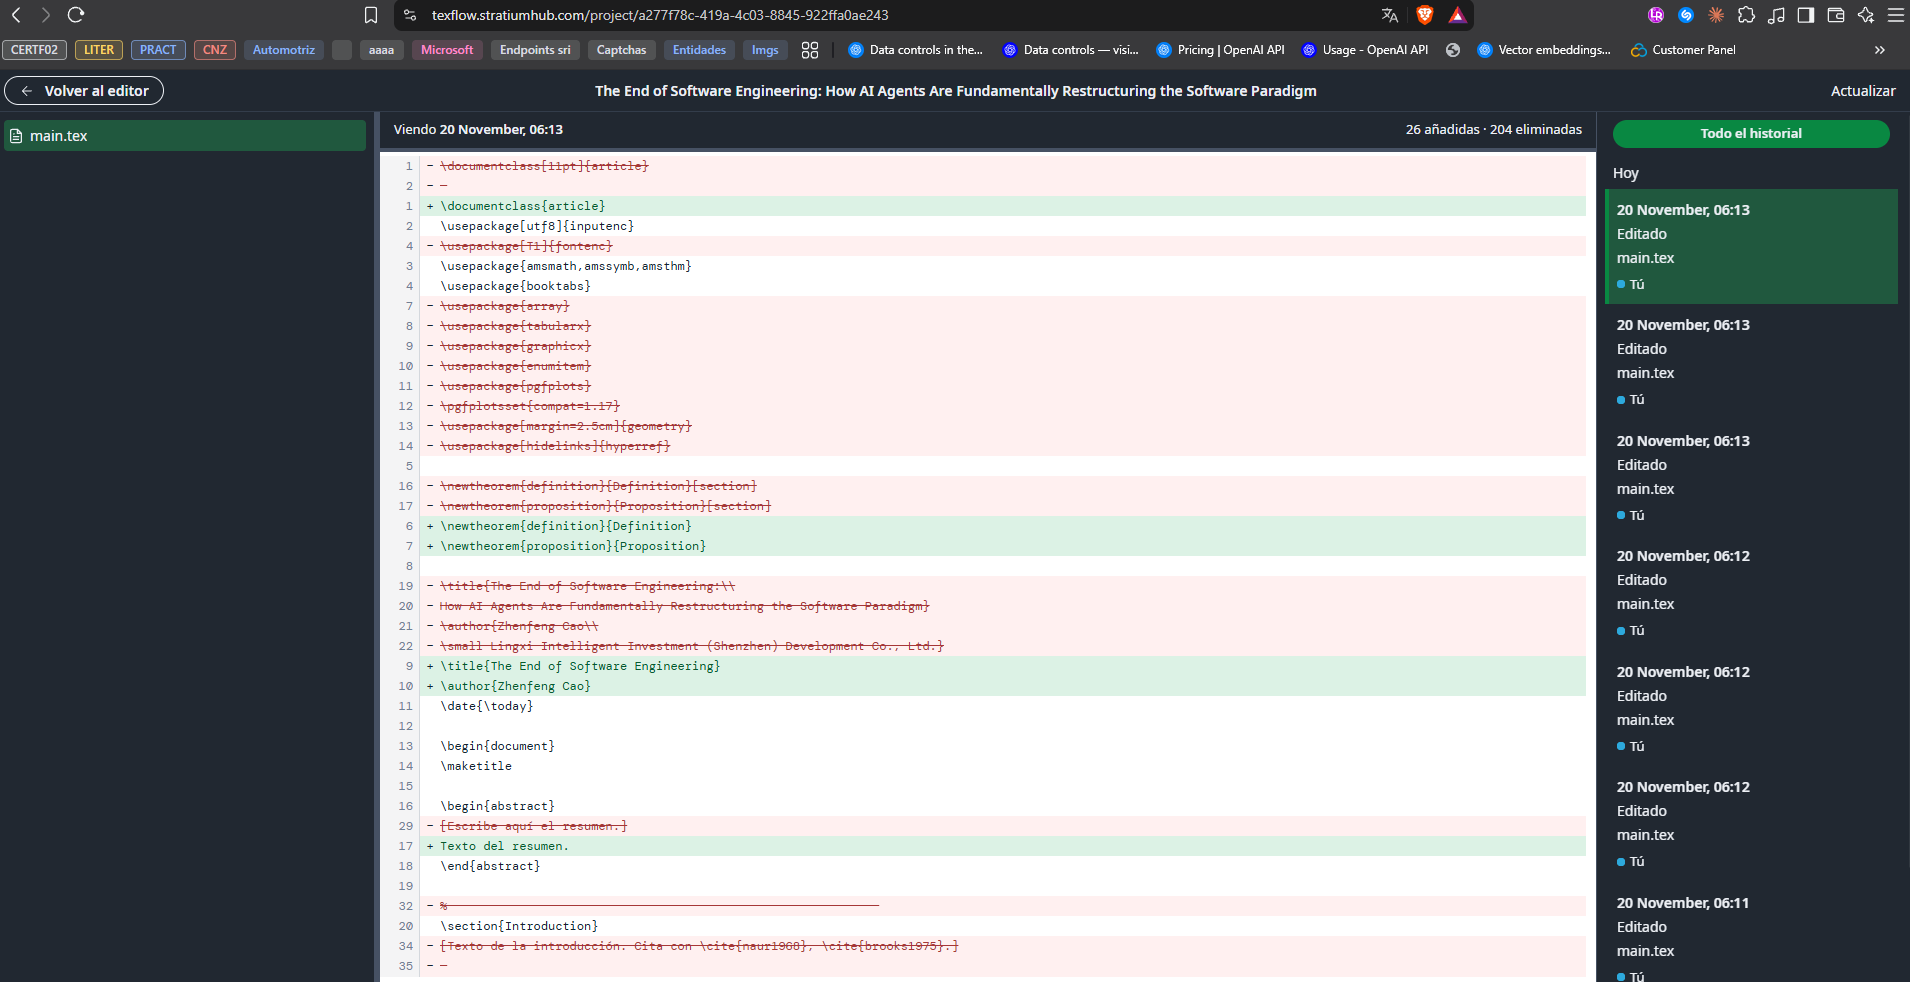 texflow.stratiumhub.com/project/a277f78c-419a-4c03-8845-922ffa0ae243
CERTF02 LITER PRACT CNZ Automotriz aaaa Microsoft Endpoints sri Captchas Entidades Imgs Data controls in the... Data controls — visi... Pricing | OpenAI API Usage - OpenAI API Vector embeddings... Customer Panel »
← Volver al editor
The End of Software Engineering: How AI Agents Are Fundamentally Restructuring the Software Paradigm
Actualizar
main.tex
Viendo 20 November, 06:13
26 añadidas · 204 eliminadas
1 - \documentclass[11pt]{article}
2 -
1 + \documentclass{article}
2 \usepackage[utf8]{inputenc}
4 - \usepackage[T1]{fontenc}
3 \usepackage{amsmath,amssymb,amsthm}
4 \usepackage{booktabs}
7 - \usepackage{array}
8 - \usepackage{tabularx}
9 - \usepackage{graphicx}
10 - \usepackage{enumitem}
11 - \usepackage{pgfplots}
12 - \pgfplotsset{compat=1.17}
13 - \usepackage[margin=2.5cm]{geometry}
14 - \usepackage[hidelinks]{hyperref}
5
16 - \newtheorem{definition}{Definition}[section]
17 - \newtheorem{proposition}{Proposition}[section]
6 + \newtheorem{definition}{Definition}
7 + \newtheorem{proposition}{Proposition}
8
19 - \title{The End of Software Engineering:\\
20 - How AI Agents Are Fundamentally Restructuring the Software Paradigm}
21 - \author{Zhenfeng Cao\\
22 - \small Lingxi Intelligent Investment (Shenzhen) Development Co., Ltd.}
9 + \title{The End of Software Engineering}
10 + \author{Zhenfeng Cao}
11 \date{\today}
12
13 \begin{document}
14 \maketitle
15
16 \begin{abstract}
29 - [Escribe aquí el resumen.]
17 + Texto del resumen.
18 \end{abstract}
19
32 - %
20 \section{Introduction}
34 - [Texto de la introducción. Cita con \cite{naur1968}, \cite{brooks1975}.]
35 -
Todo el historial
Hoy
20 November, 06:13
Editado
main.tex
Tú
20 November, 06:13
Editado
main.tex
Tú
20 November, 06:13
Editado
main.tex
Tú
20 November, 06:12
Editado
main.tex
Tú
20 November, 06:12
Editado
main.tex
Tú
20 November, 06:12
Editado
main.tex
Tú
20 November, 06:11
Editado
main.tex
Tú